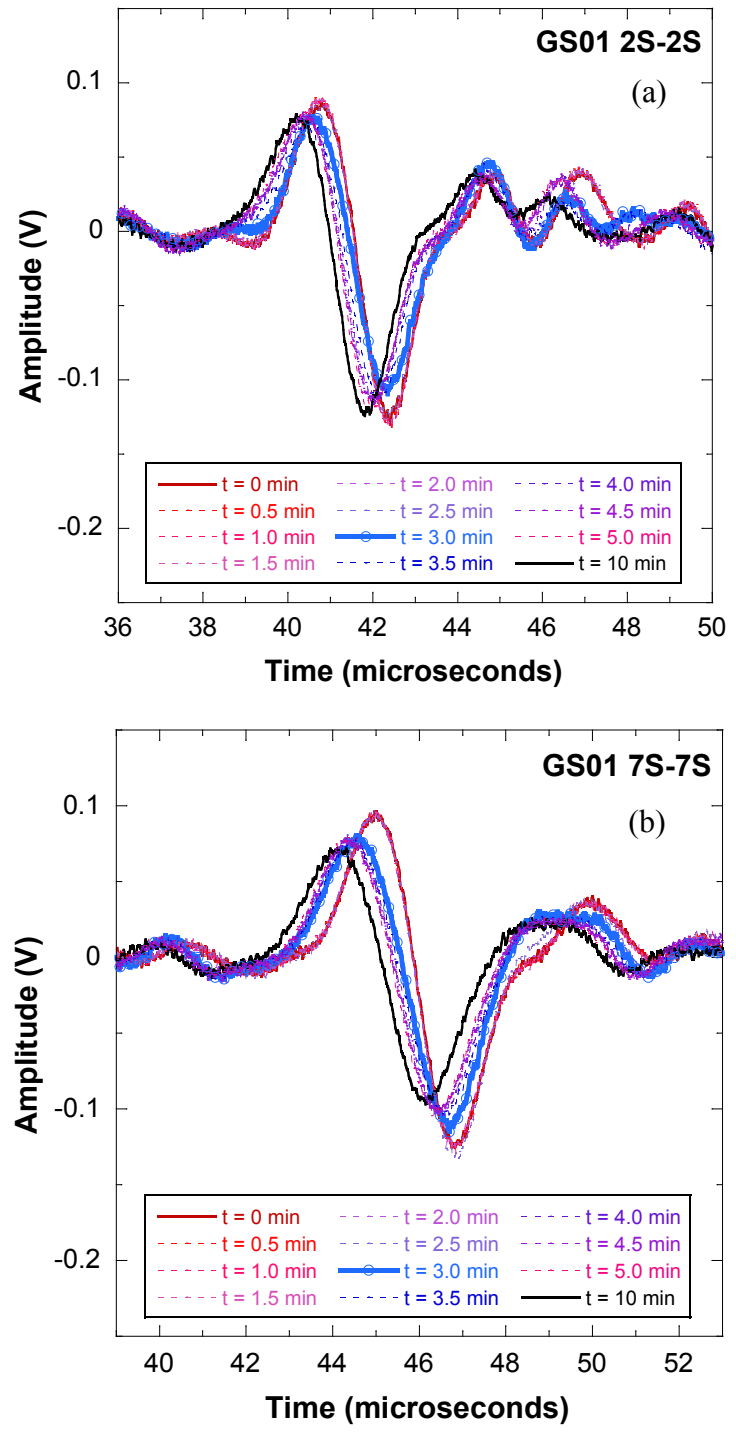 GS01 2S-2S
(a)
0.1
0
-0.1
-0.2
Amplitude (V)
t = 0 min
t = 0.5 min
t = 1.0 min
t = 1.5 min
t = 2.0 min
t = 2.5 min
t = 3.0 min
t = 3.5 min
t = 4.0 min
t = 4.5 min
t = 5.0 min
t = 10 min
36 38 40 42 44 46 48 50
Time (microseconds)
GS01 7S-7S
(b)
0.1
0
-0.1
-0.2
Amplitude (V)
t = 0 min
t = 0.5 min
t = 1.0 min
t = 1.5 min
t = 2.0 min
t = 2.5 min
t = 3.0 min
t = 3.5 min
t = 4.0 min
t = 4.5 min
t = 5.0 min
t = 10 min
40 42 44 46 48 50 52
Time (microseconds)